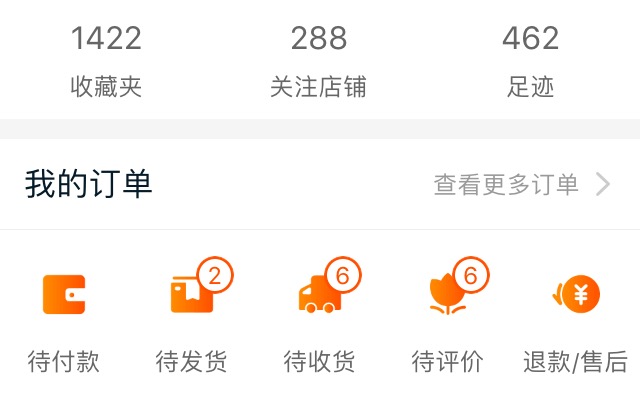 1422 288 462
收藏夹 关注店铺 足迹
我的订单 查看更多订单
2 6 6
¥
待付款 待发货 待收货 待评价 退款/售后